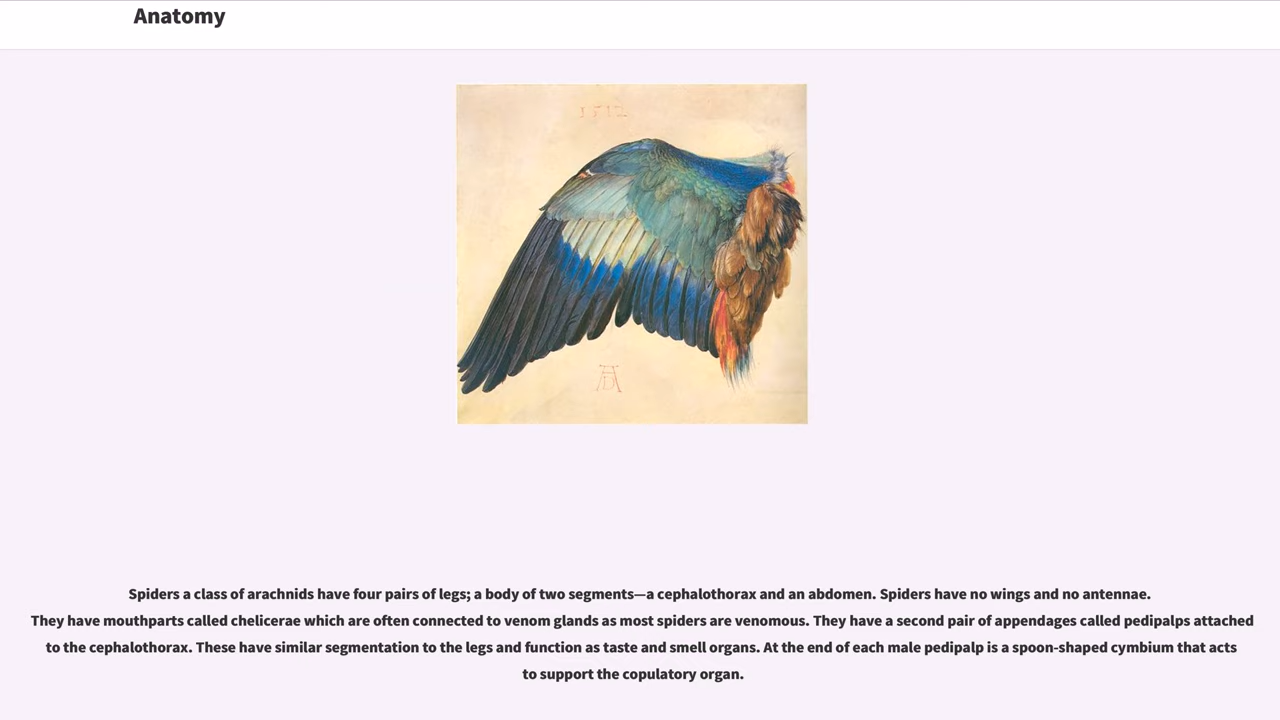 Anatomy
1512
AD
Spiders a class of arachnids have four pairs of legs; a body of two segments—a cephalothorax and an abdomen. Spiders have no wings and no antennae.
They have mouthparts called chelicerae which are often connected to venom glands as most spiders are venomous. They have a second pair of appendages called pedipalps attached
to the cephalothorax. These have similar segmentation to the legs and function as taste and smell organs. At the end of each male pedipalp is a spoon-shaped cymbium that acts
to support the copulatory organ.